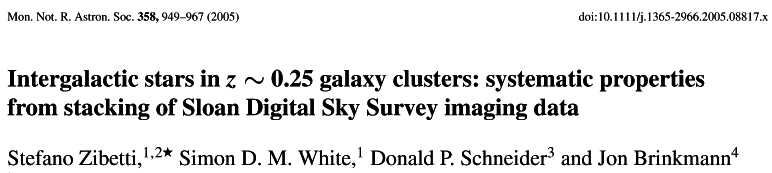 Mon. Not. R. Astron. Soc. 358, 949–967 (2005) doi:10.1111/j.1365-2966.2005.08817.x
Intergalactic stars in z ∼ 0.25 galaxy clusters: systematic properties
from stacking of Sloan Digital Sky Survey imaging data
Stefano Zibetti,1,2★ Simon D. M. White,1 Donald P. Schneider3 and Jon Brinkmann4